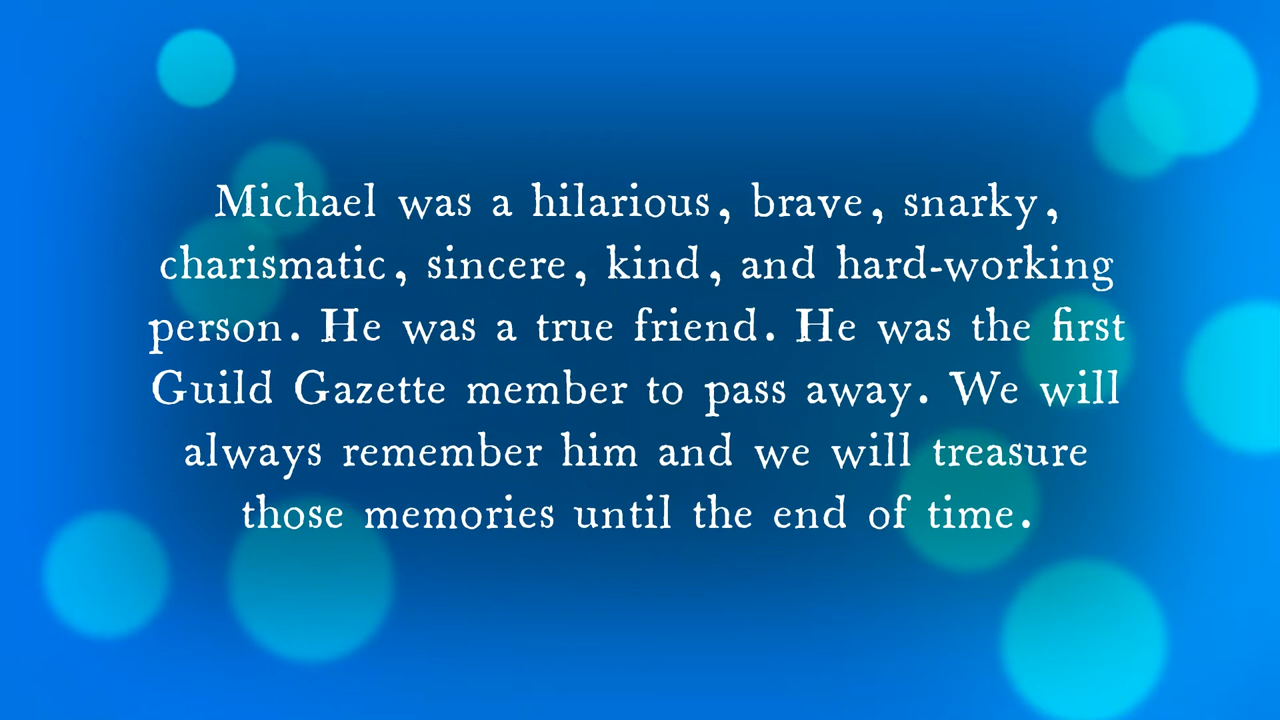 Michael was a hilarious, brave, snarky,
charismatic, sincere, kind, and hard-working
person. He was a true friend. He was the first
Guild Gazette member to pass away. We will
always remember him and we will treasure
those memories until the end of time.